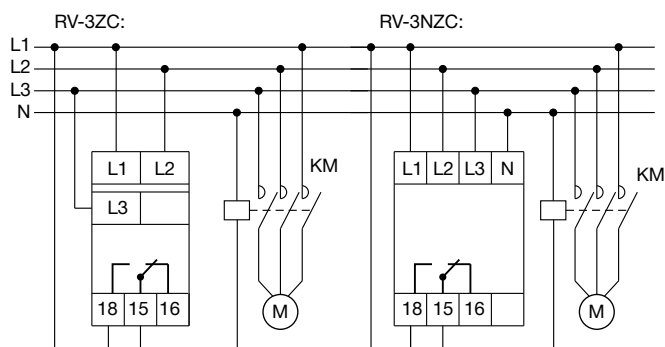 RV-3ZC: RV-3NZC:
L1
L2
L3
N
KM KM
L1 L2 L1 L2 L3 N
L3
18 15 16 M 18 15 16 M